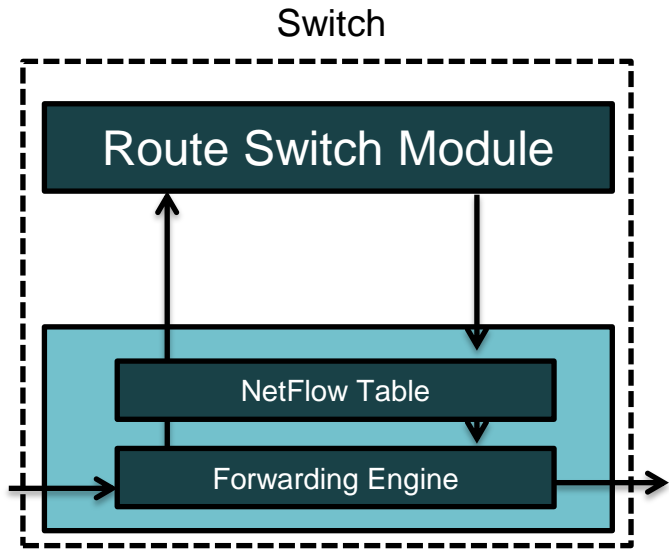 Switch
Route Switch Module
NetFlow Table
Forwarding Engine